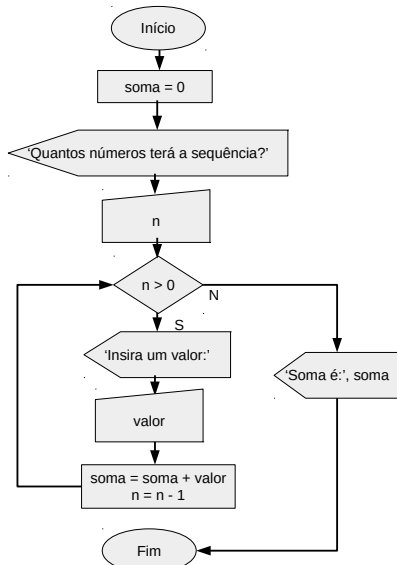 Início
soma = 0
‘Quantos números terá a sequência?’
n
n > 0
N
S
‘Insira um valor:’
‘Soma é:’, soma
valor
soma = soma + valor
n = n - 1
Fim